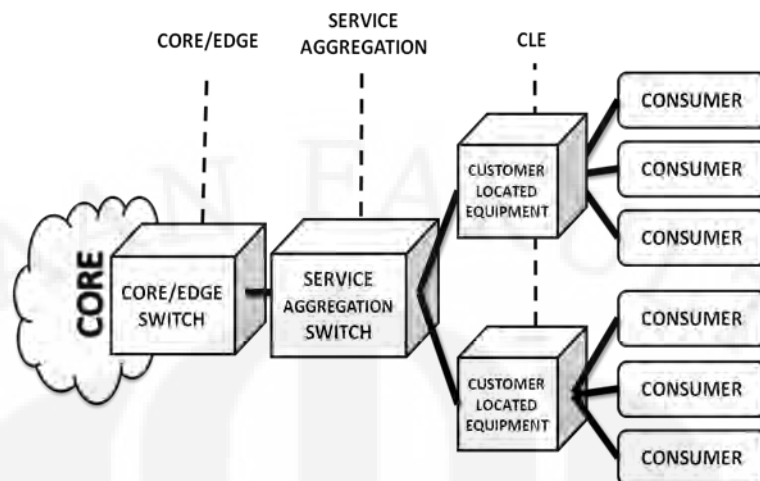 CORE/EDGE
SERVICE
AGGREGATION
CLE
CORE
CORE/EDGE
SWITCH
SERVICE
AGGREGATION
SWITCH
CUSTOMER
LOCATED
EQUIPMENT
CONSUMER
CONSUMER
CONSUMER
CUSTOMER
LOCATED
EQUIPMENT
CONSUMER
CONSUMER
CONSUMER